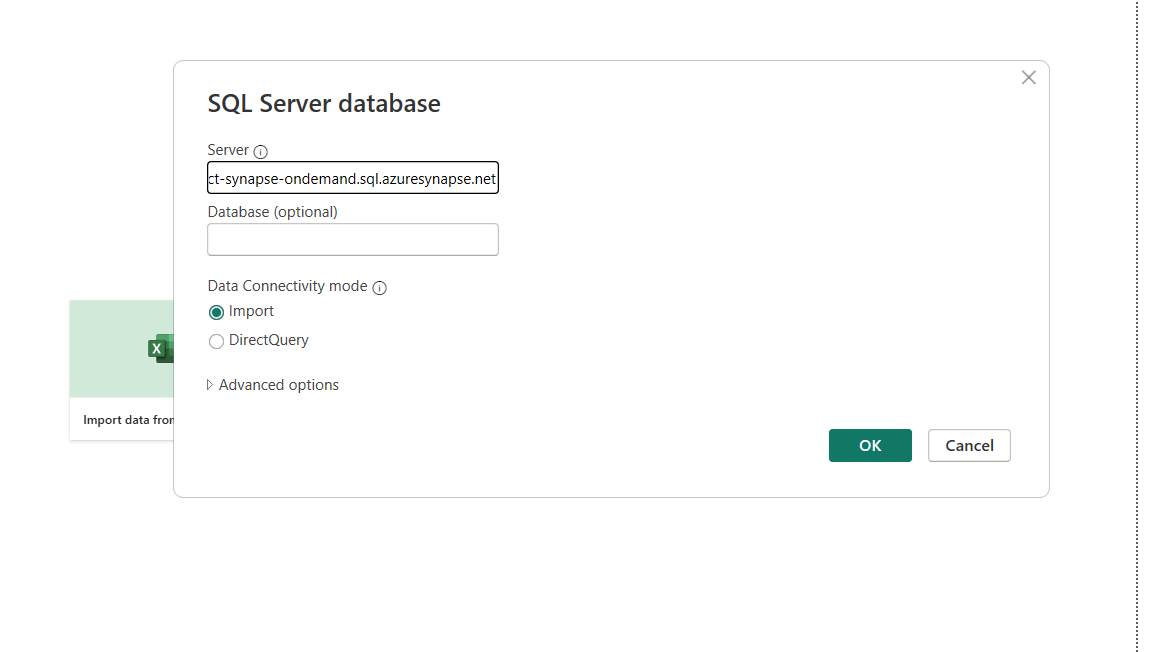 SQL Server database
Server
ct-synapse-ondemand.sql.azuresynapse.net
Database (optional)
Data Connectivity mode
Import
DirectQuery
Advanced options
X
Import data from
OK
Cancel